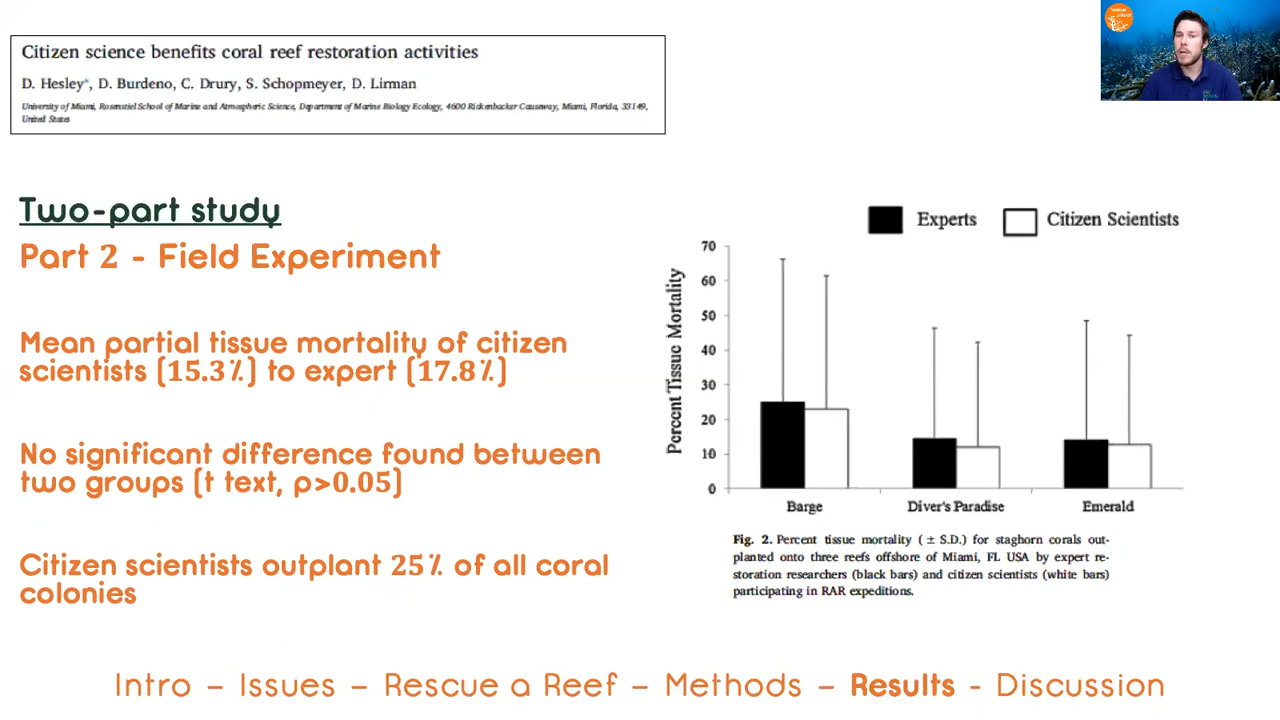 Citizen science benefits coral reef restoration activities
D. Hesley*, D. Burdeno, C. Drury, S. Schopmeyer, D. Lirman
University of Miami, Rosenstiel School of Marine and Atmospheric Science, Department of Marine Biology Ecology, 4600 Rickenbacker Causeway, Miami, Florida, 33149,
United States
Two-part study
Part 2 - Field Experiment
Mean partial tissue mortality of citizen
scientists (15.3%) to expert (17.8%)
No significant difference found between
two groups (t text, p>0.05)
Citizen scientists outplant 25% of all coral
colonies
Experts Citizen Scientists
Percent Tissue Mortality
70
60
50
40
30
20
10
0
Barge Diver's Paradise Emerald
Fig. 2. Percent tissue mortality ( ± S.D.) for staghorn corals out-
planted onto three reefs offshore of Miami, FL USA by expert re-
storation researchers (black bars) and citizen scientists (white bars)
participating in RAR expeditions.
Intro – Issues – Rescue a Reef – Methods – Results - Discussion